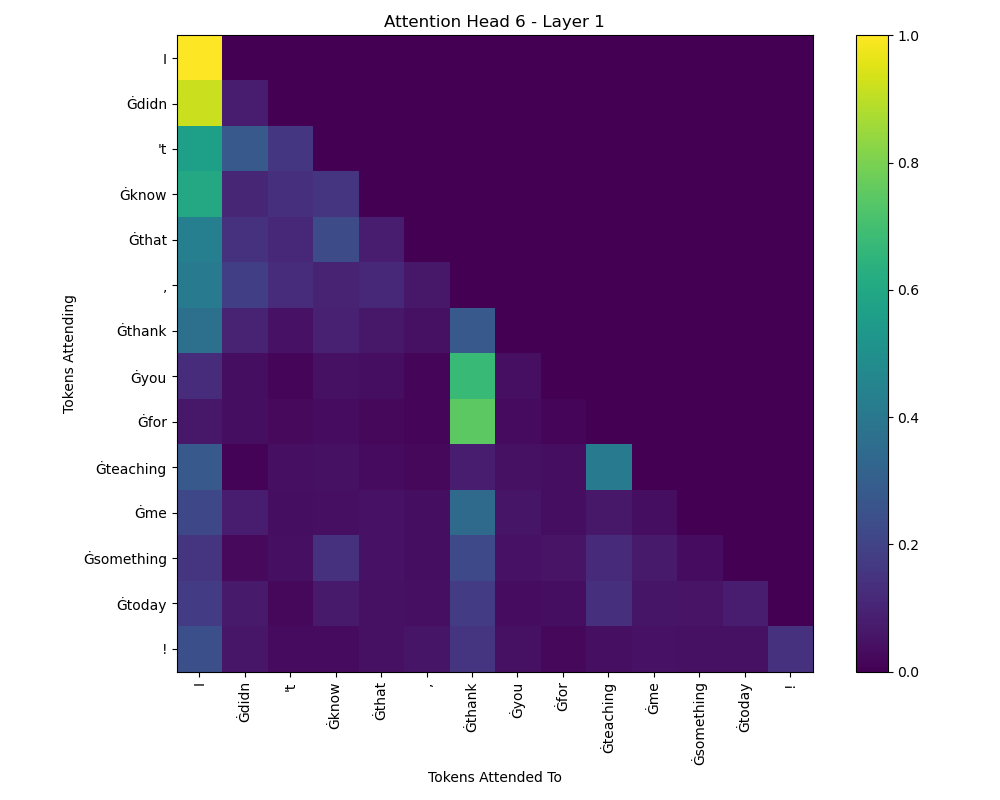 Attention Head 6 - Layer 1
I
Ġdidn
't
Ġknow
Ġthat
,
Ġthank
Ġyou
Ġfor
Ġteaching
Ġme
Ġsomething
Ġtoday
!
Tokens Attending
I
Ġdidn
't
Ġknow
Ġthat
,
Ġthank
Ġyou
Ġfor
Ġteaching
Ġme
Ġsomething
Ġtoday
!
Tokens Attended To
1.0
0.8
0.6
0.4
0.2
0.0